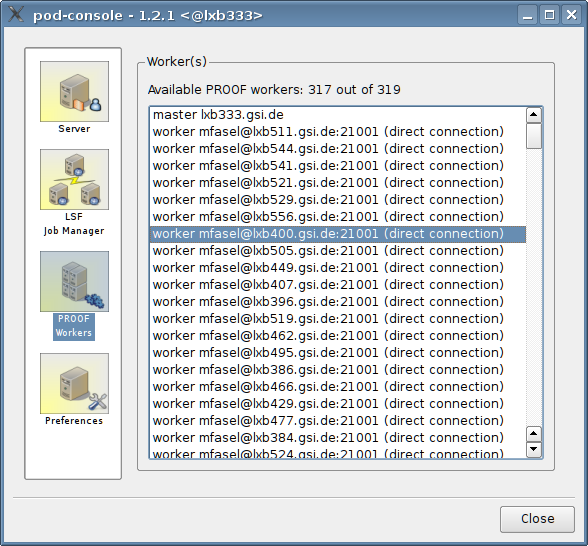 pod-console - 1.2.1 <@lxb333>
Server
LSF
Job Manager
PROOF
Workers
Preferences
Worker(s)
Available PROOF workers: 317 out of 319
master lxb333.gsi.de
worker mfasel@lxb511.gsi.de:21001 (direct connection)
worker mfasel@lxb544.gsi.de:21001 (direct connection)
worker mfasel@lxb541.gsi.de:21001 (direct connection)
worker mfasel@lxb521.gsi.de:21001 (direct connection)
worker mfasel@lxb529.gsi.de:21001 (direct connection)
worker mfasel@lxb556.gsi.de:21001 (direct connection)
worker mfasel@lxb400.gsi.de:21001 (direct connection)
worker mfasel@lxb505.gsi.de:21001 (direct connection)
worker mfasel@lxb449.gsi.de:21001 (direct connection)
worker mfasel@lxb407.gsi.de:21001 (direct connection)
worker mfasel@lxb396.gsi.de:21001 (direct connection)
worker mfasel@lxb519.gsi.de:21001 (direct connection)
worker mfasel@lxb462.gsi.de:21001 (direct connection)
worker mfasel@lxb495.gsi.de:21001 (direct connection)
worker mfasel@lxb386.gsi.de:21001 (direct connection)
worker mfasel@lxb466.gsi.de:21001 (direct connection)
worker mfasel@lxb429.gsi.de:21001 (direct connection)
worker mfasel@lxb477.gsi.de:21001 (direct connection)
worker mfasel@lxb384.gsi.de:21001 (direct connection)
worker mfasel@lxb524.gsi.de:21001 (direct connection)
Close